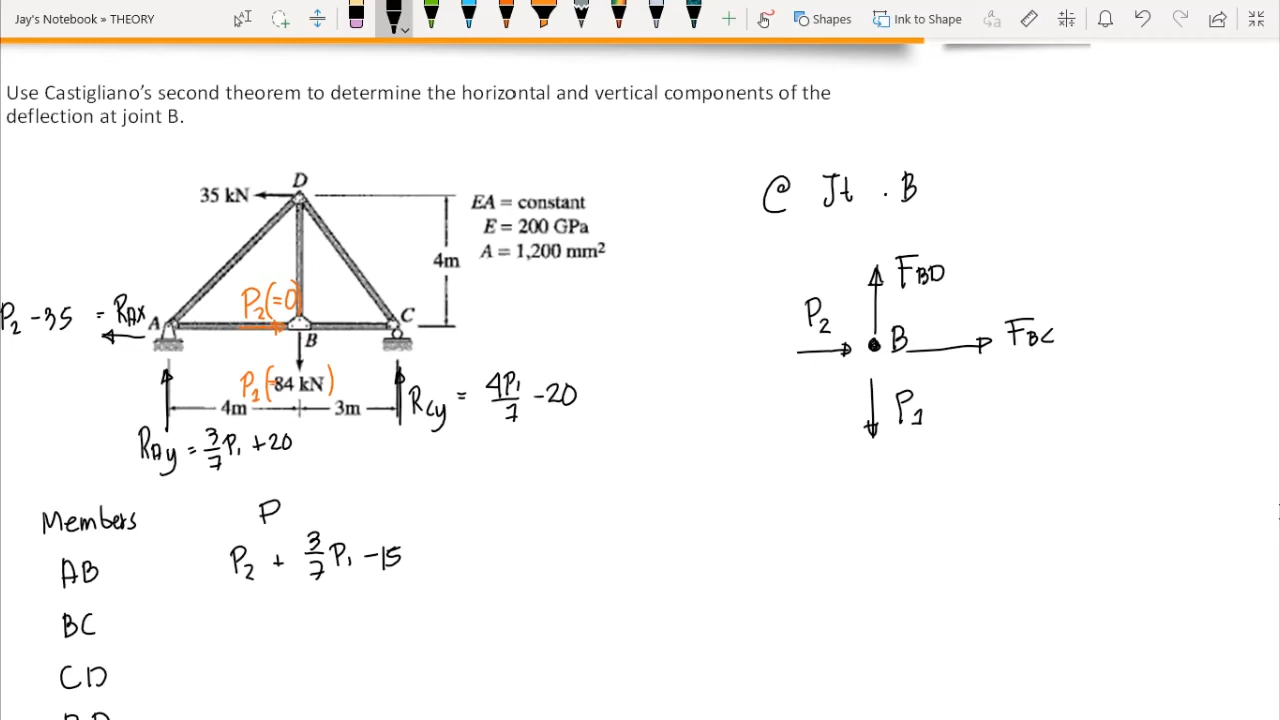 Jay's Notebook » THEORY
Shapes
Ink to Shape
Use Castigliano's second theorem to determine the horizontal and vertical components of the
deflection at joint B.
D
35 kN
EA = constant
E = 200 GPa
A = 1,200 mm²
4m
P₂(=0)
P₂ -35 = RAx
A
C
B
P₁(=84 kN)
4m
3m
RCy = 4P₁/7 -20
RAy = 3/7 P₁ +20
@ Jt . B
FBD
P₂
B
FBC
P₁
Members
P
AB
P₂ + 3/7 P₁ -15
BC
CD